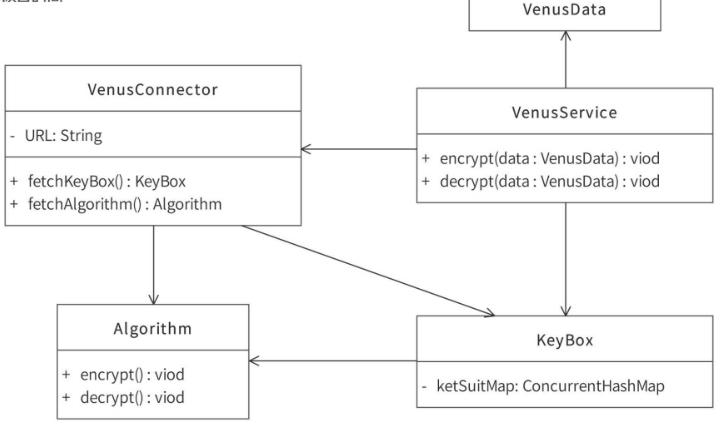 VenusData
VenusConnector
- URL: String
+ fetchKeyBox() : KeyBox
+ fetchAlgorithm() : Algorithm
VenusService
+ encrypt(data : VenusData) : viod
+ decrypt(data : VenusData) : viod
Algorithm
+ encrypt() : viod
+ decrypt() : viod
KeyBox
- ketSuitMap: ConcurrentHashMap